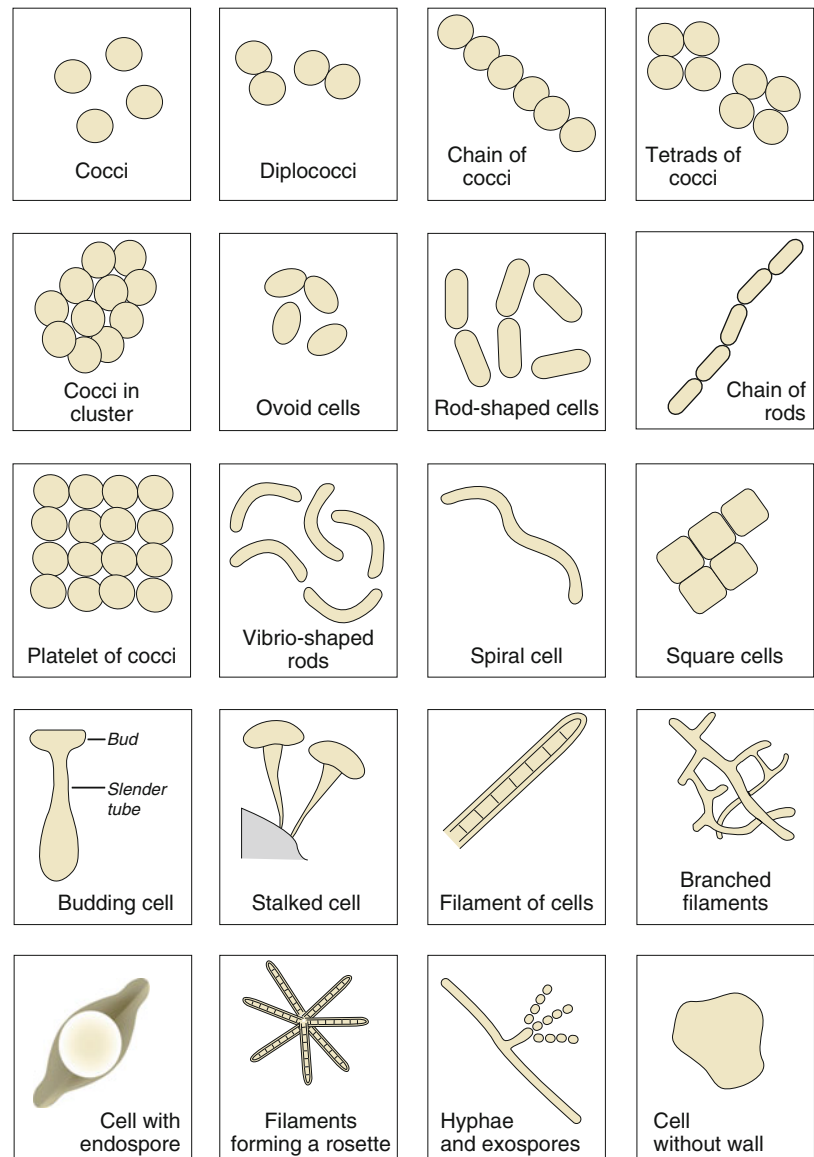 Cocci
Diplococci
Chain of
cocci
Tetrads of
cocci
Cocci in
cluster
Ovoid cells
Rod-shaped cells
Chain of
rods
Platelet of cocci
Vibrio-shaped
rods
Spiral cell
Square cells
Bud
Slender
tube
Budding cell
Stalked cell
Filament of cells
Branched
filaments
Cell with
endospore
Filaments
forming a rosette
Hyphae
and exospores
Cell
without wall